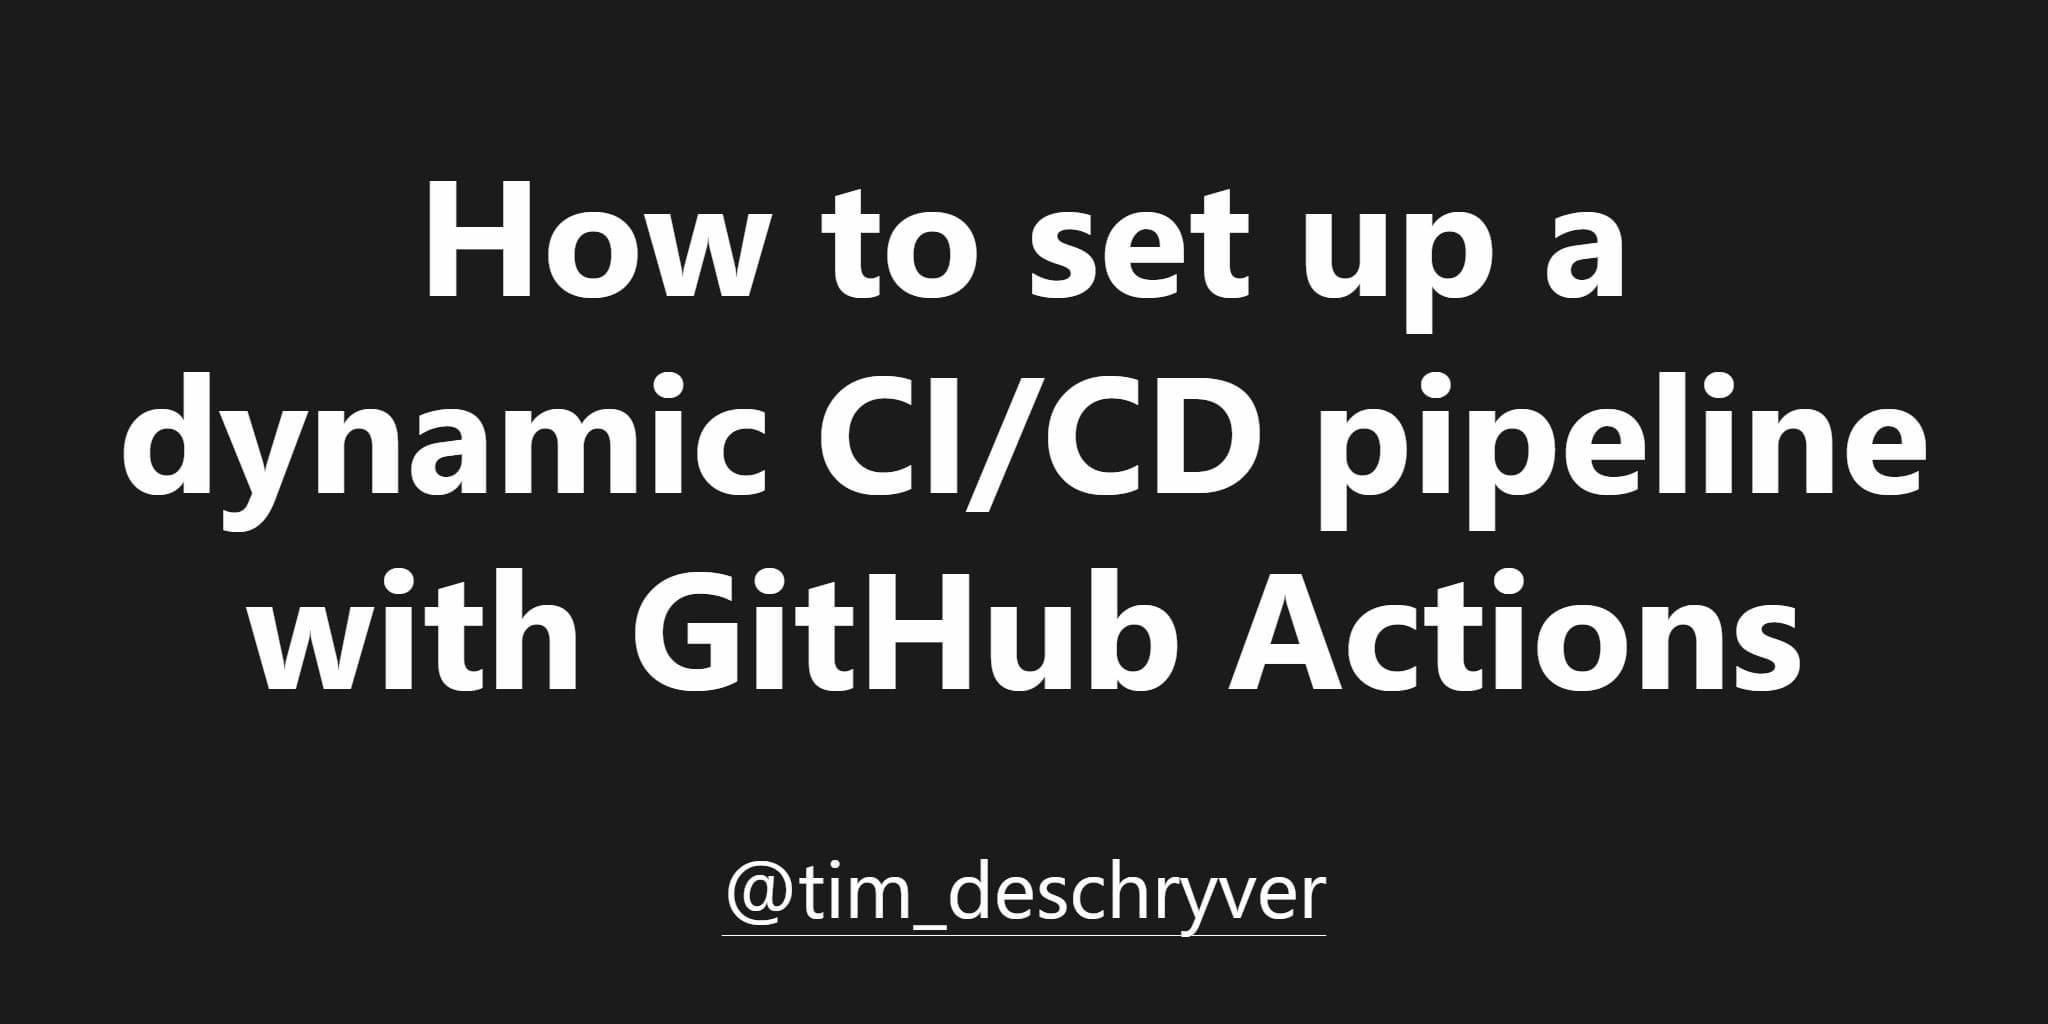 How to set up a
dynamic CI/CD pipeline
with GitHub Actions
@tim_deschryver